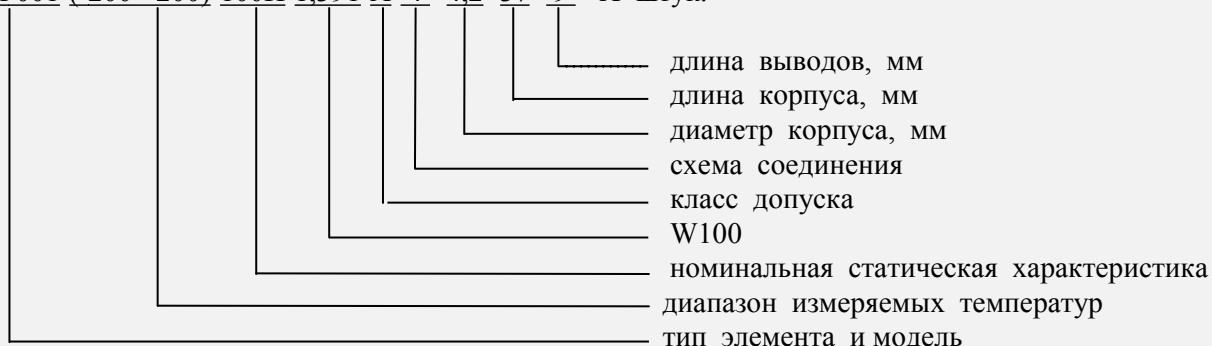 длина выводов, мм
длина корпуса, мм
диаметр корпуса, мм
схема соединения
класс допуска
W100
номинальная статическая характеристика
диапазон измеряемых температур
тип элемента и модель